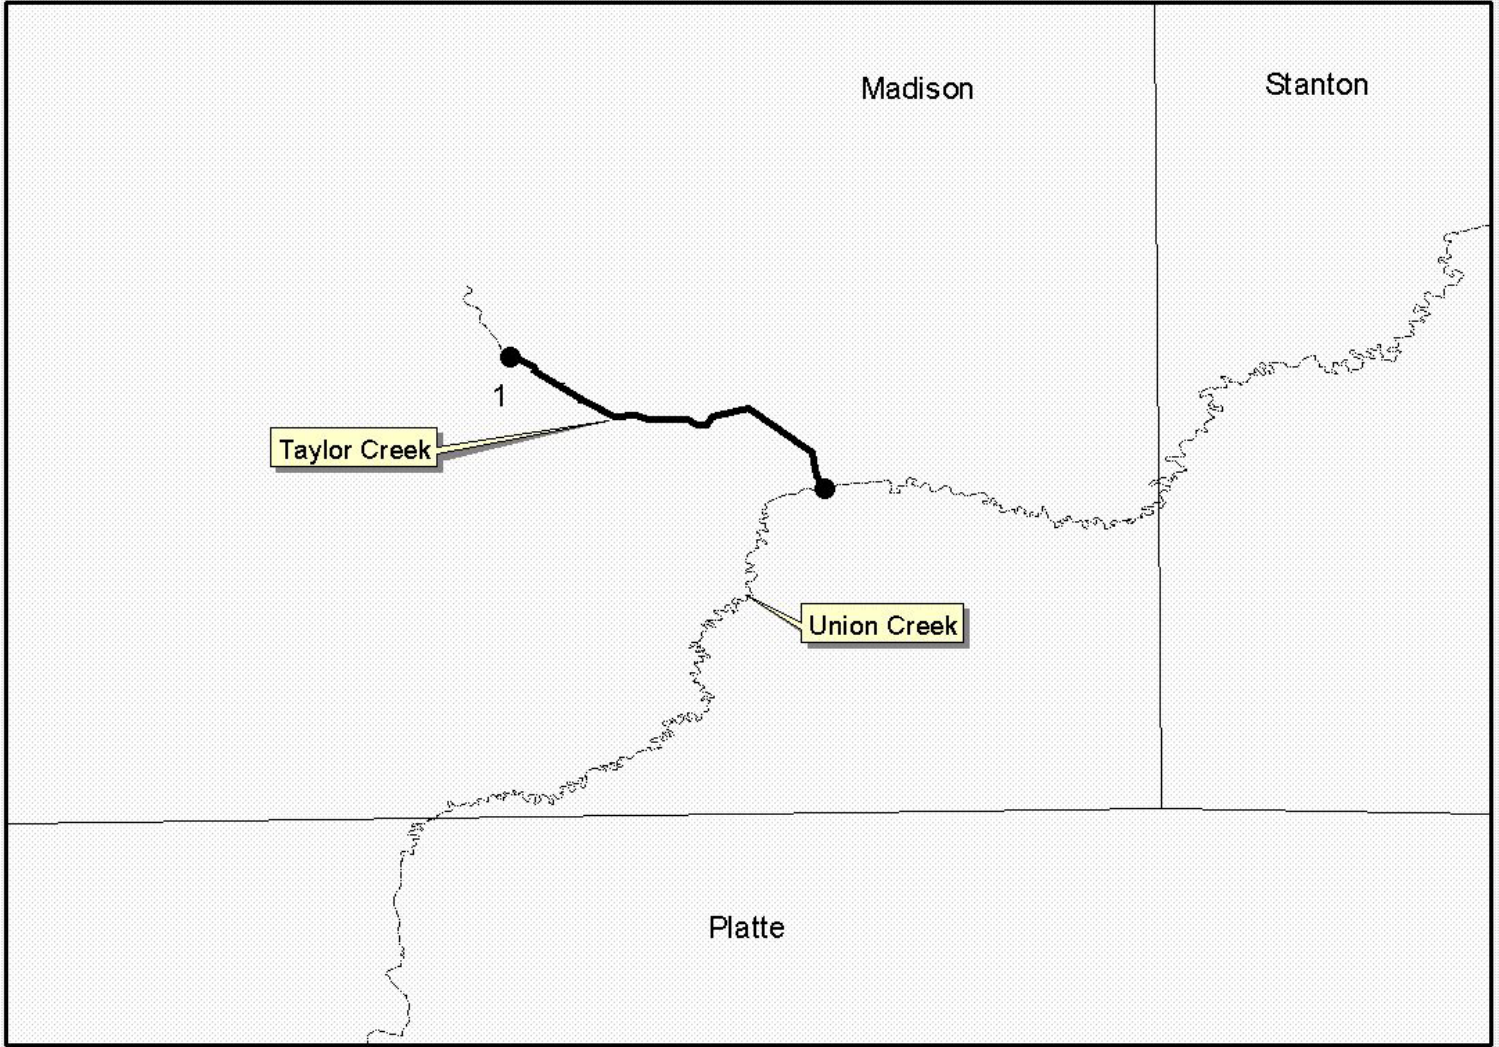 Madison
Stanton
1
Taylor Creek
Union Creek
Platte